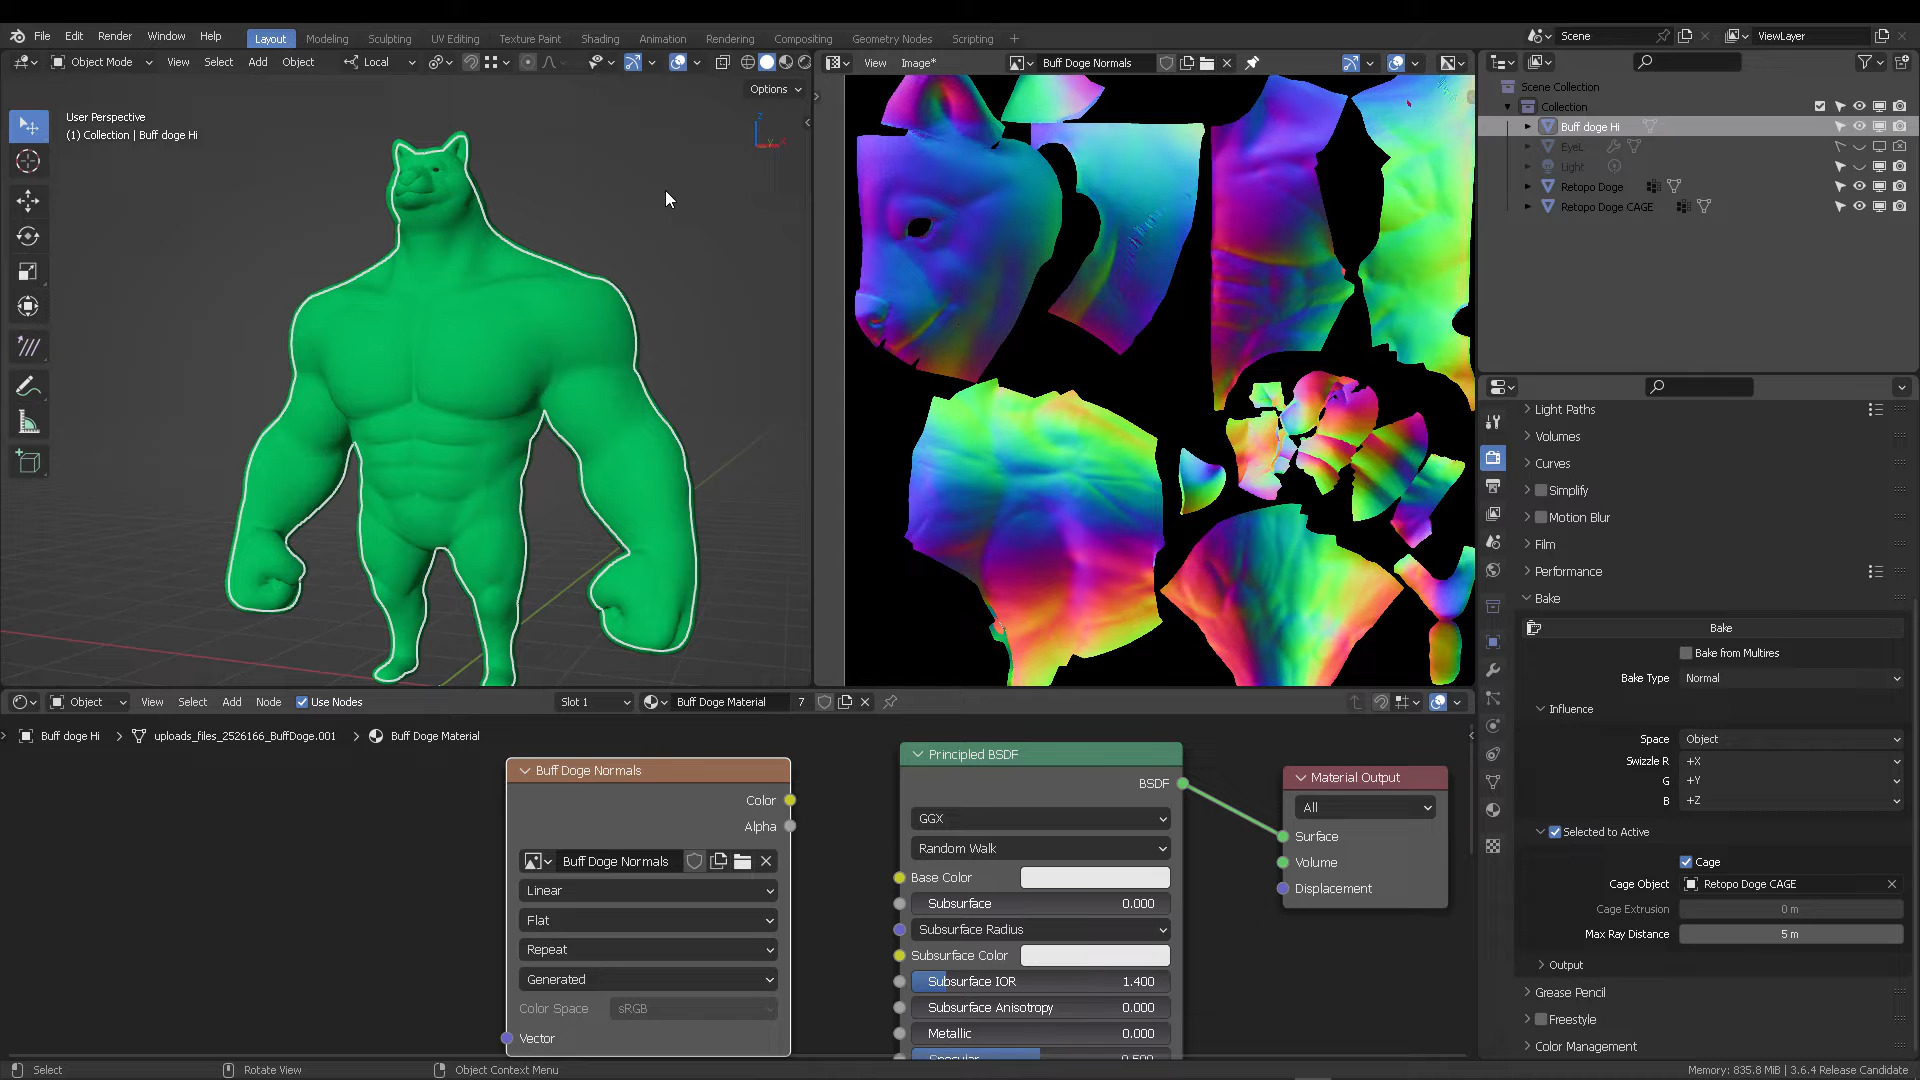 File Edit Render Window Help Layout Modeling Sculpting UV Editing Texture Paint Shading Animation Rendering Compositing Geometry Nodes Scripting + Scene ViewLayer
Object Mode View Select Add Object Local
Options
User Perspective
(1) Collection | Buff doge Hi
View Image* Buff Doge Normals
Scene Collection
Collection
Buff doge Hi
EyeL
Light
Retopo Doge
Retopo Doge CAGE
Light Paths
Volumes
Curves
Simplify
Motion Blur
Film
Performance
Bake
Bake
Bake from Multires
Bake Type Normal
Influence
Space Object
Swizzle R +X
G +Y
B +Z
Selected to Active
Cage
Cage Object Retopo Doge CAGE
Cage Extrusion 0 m
Max Ray Distance 5 m
Output
Grease Pencil
Freestyle
Color Management
Object View Select Add Node Use Nodes Slot 1 Buff Doge Material 7
Buff doge Hi > uploads_files_2526166_BuffDoge.001 > Buff Doge Material
Buff Doge Normals
Color
Alpha
Buff Doge Normals
Linear
Flat
Repeat
Generated
Color Space sRGB
Vector
Principled BSDF
BSDF
GGX
Random Walk
Base Color
Subsurface 0.000
Subsurface Radius
Subsurface Color
Subsurface IOR 1.400
Subsurface Anisotropy 0.000
Metallic 0.000
Specular 0.500
Material Output
All
Surface
Volume
Displacement
Select Rotate View Object Context Menu Memory: 835.8 MiB | 3.6.4 Release Candidate